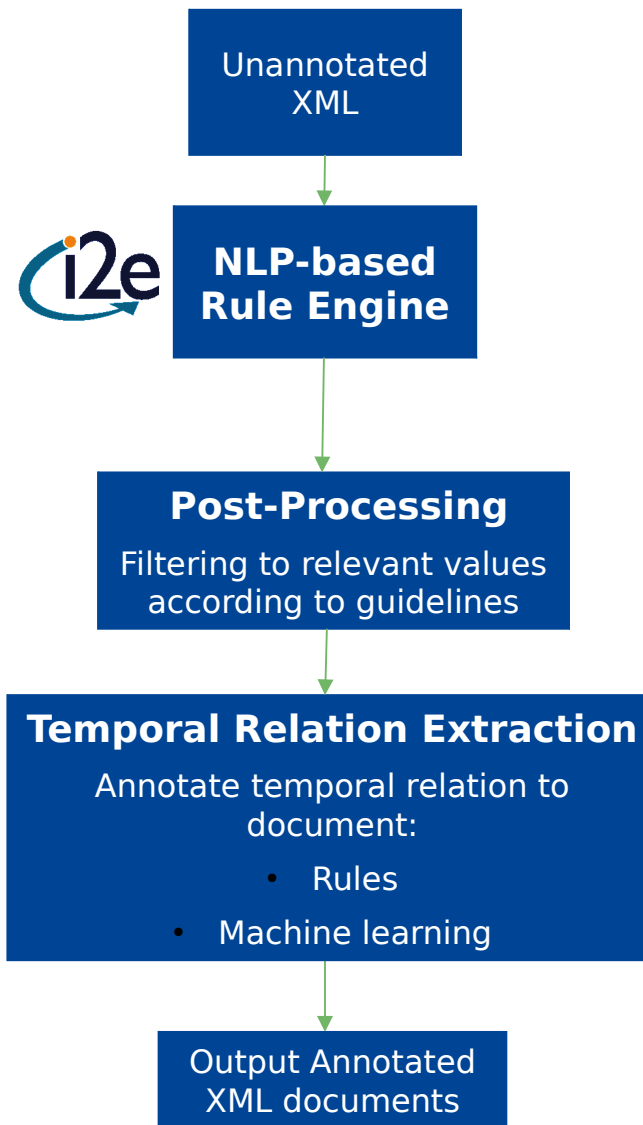 Unannotated
XML
i2e
NLP-based
Rule Engine
Post-Processing
Filtering to relevant values
according to guidelines
Temporal Relation Extraction
Annotate temporal relation to
document:
• Rules
• Machine learning
Output Annotated
XML documents